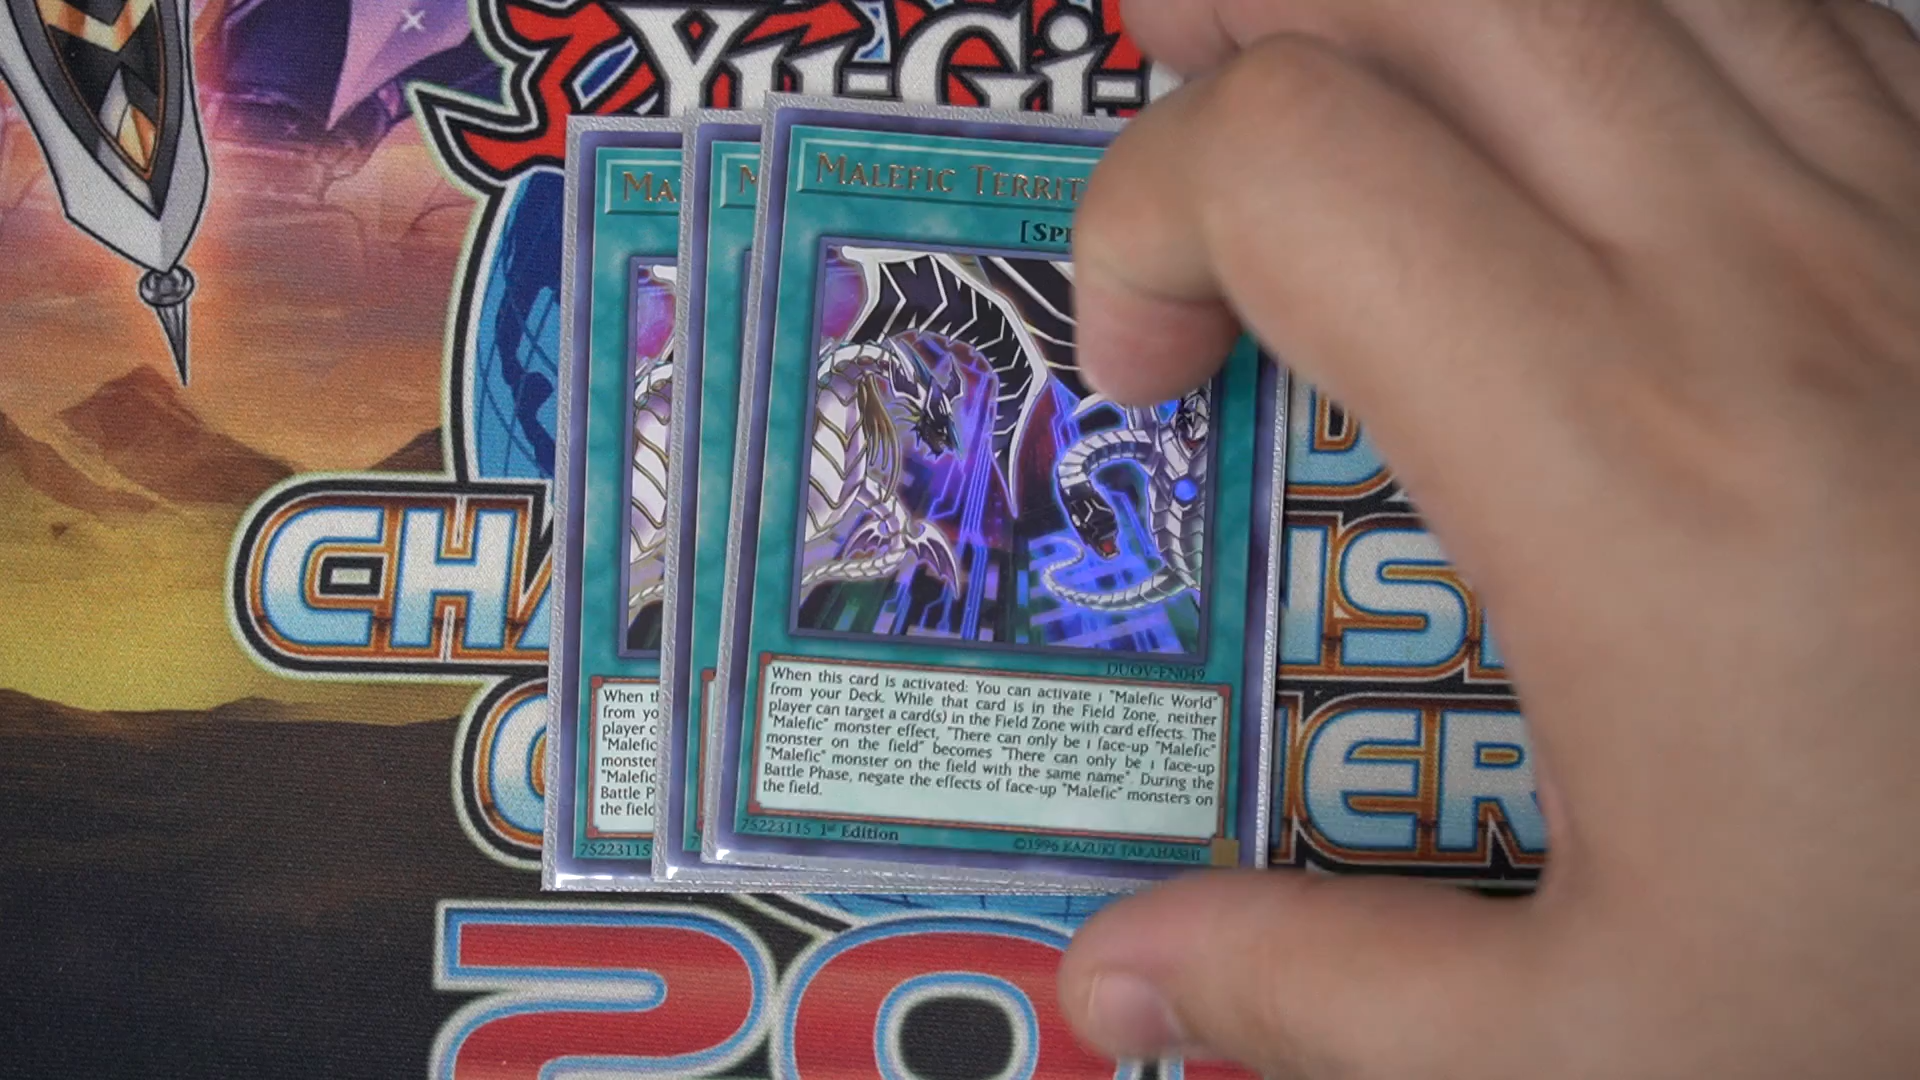 Yu-Gi-
MA
M
MALEFIC TERRIT
[SP
DUOV-EN049
When this card is activated: You can activate 1 "Malefic World"
from your Deck. While that card is in the Field Zone, neither
player can target a card(s) in the Field Zone with card effects. The
"Malefic" monster effect, "There can only be 1 face-up "Malefic"
monster on the field" becomes "There can only be 1 face-up
"Malefic" monster on the field with the same name". During the
Battle Phase, negate the effects of face-up "Malefic" monsters on
the field.
75223115 1st Edition
©1996 KAZUKI TAKAHASHI
When th
from yo
player c
"Malefic
monster
"Malefic
Battle P
the field
75223115
CHA
NSH
C
NER
20